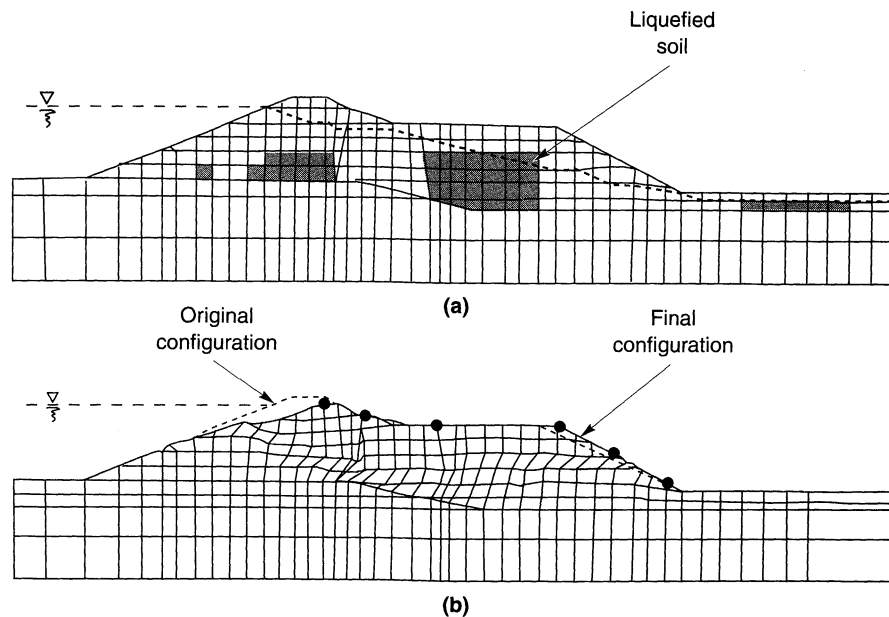 Liquefied
soil
(a)
Original
configuration
Final
configuration
(b)